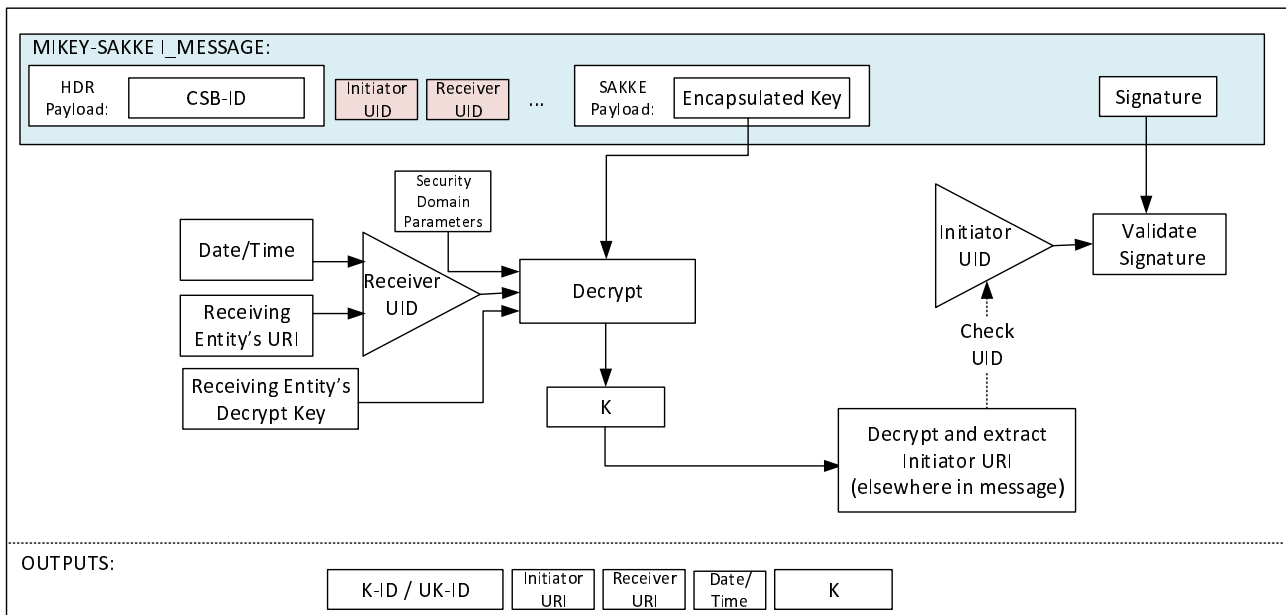 MIKEY-SAKKE I_MESSAGE:
HDR
Payload:
CSB-ID
Initiator
UID
Receiver
UID
...
SAKKE
Payload:
Encapsulated Key
Signature
Security
Domain
Parameters
Date/Time
Receiving
Entity’s URI
Receiver
UID
Receiving Entity’s
Decrypt Key
Decrypt
K
Initiator
UID
Validate
Signature
Check
UID
Decrypt and extract
Initiator URI
(elsewhere in message)
OUTPUTS:
K-ID / UK-ID
Initiator
URI
Receiver
URI
Date/
Time
K